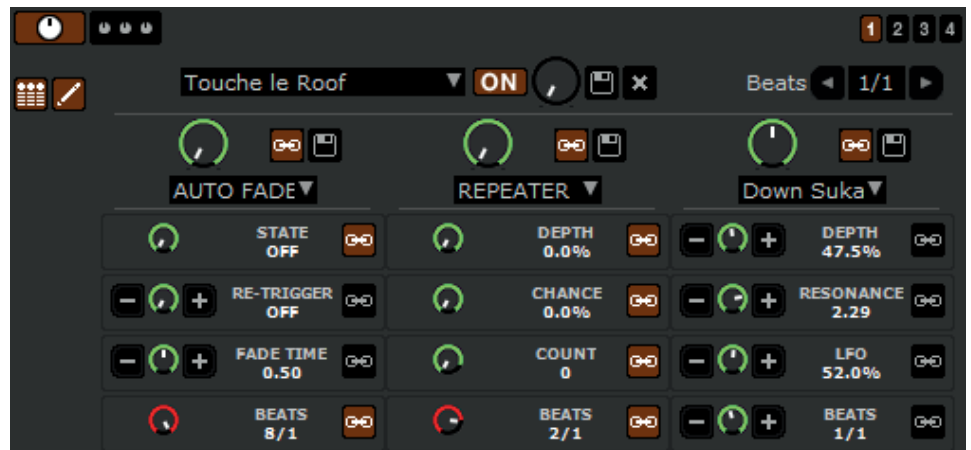 1 2 3 4
Touche le Roof ON Beats 1/1
AUTO FADE REPEATER Down Suka
STATE DEPTH DEPTH
OFF 0.0% 47.5%
RE-TRIGGER CHANCE RESONANCE
OFF 0.0% 2.29
FADE TIME COUNT LFO
0.50 0 52.0%
BEATS BEATS BEATS
8/1 2/1 1/1